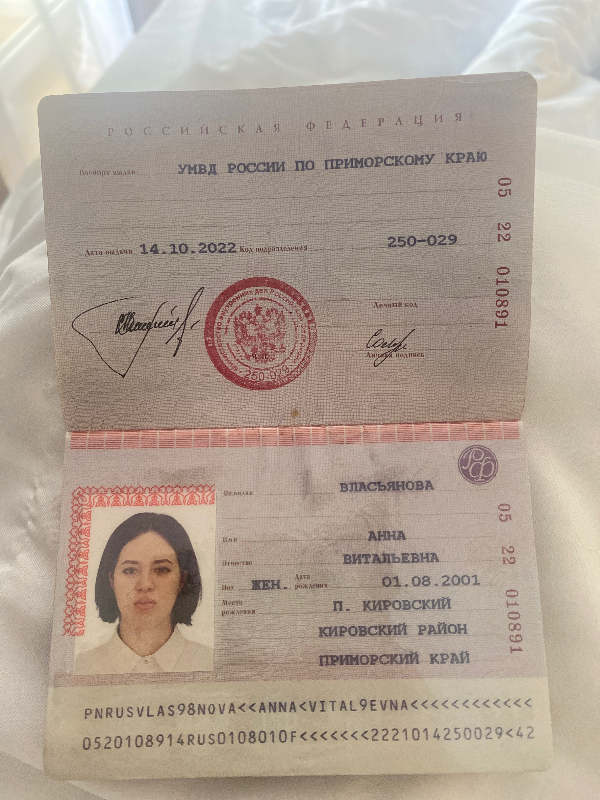 РОССИЙСКАЯ ФЕДЕРАЦИЯ
Паспорт выдан УМВД РОССИИ ПО ПРИМОРСКОМУ КРАЮ
05 22 010891
Дата выдачи 14.10.2022 Код подразделения 250-029
Личный код
Личная подпись
250-029
Фамилия ВЛАСЬЯНОВА
Имя АННА
Отчество ВИТАЛЬЕВНА
Пол ЖЕН. Дата рождения 01.08.2001
Место рождения П. КИРОВСКИЙ
КИРОВСКИЙ РАЙОН
ПРИМОРСКИЙ КРАЙ
05 22 010891
PNRUSVLAS98NOVA<<ANNA<VITAL9EVNA<<<<<<<<<<<<
0520108914RUS0108010F<<<<<<<2221014250029<42